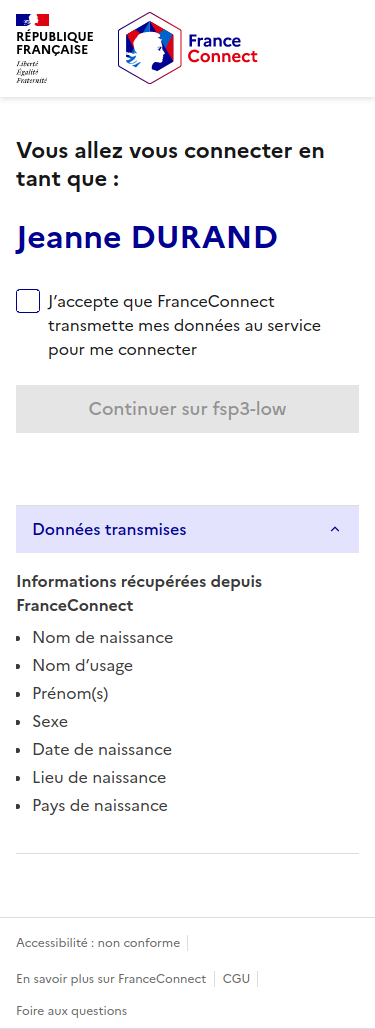 RÉPUBLIQUE
FRANÇAISE
Liberté
Égalité
Fraternité
France
Connect
Vous allez vous connecter en
tant que :
Jeanne DURAND
J’accepte que FranceConnect
transmette mes données au service
pour me connecter
Continuer sur fsp3-low
Données transmises
Informations récupérées depuis
FranceConnect
• Nom de naissance
• Nom d’usage
• Prénom(s)
• Sexe
• Date de naissance
• Lieu de naissance
• Pays de naissance
Accessibilité : non conforme
En savoir plus sur FranceConnect
CGU
Foire aux questions